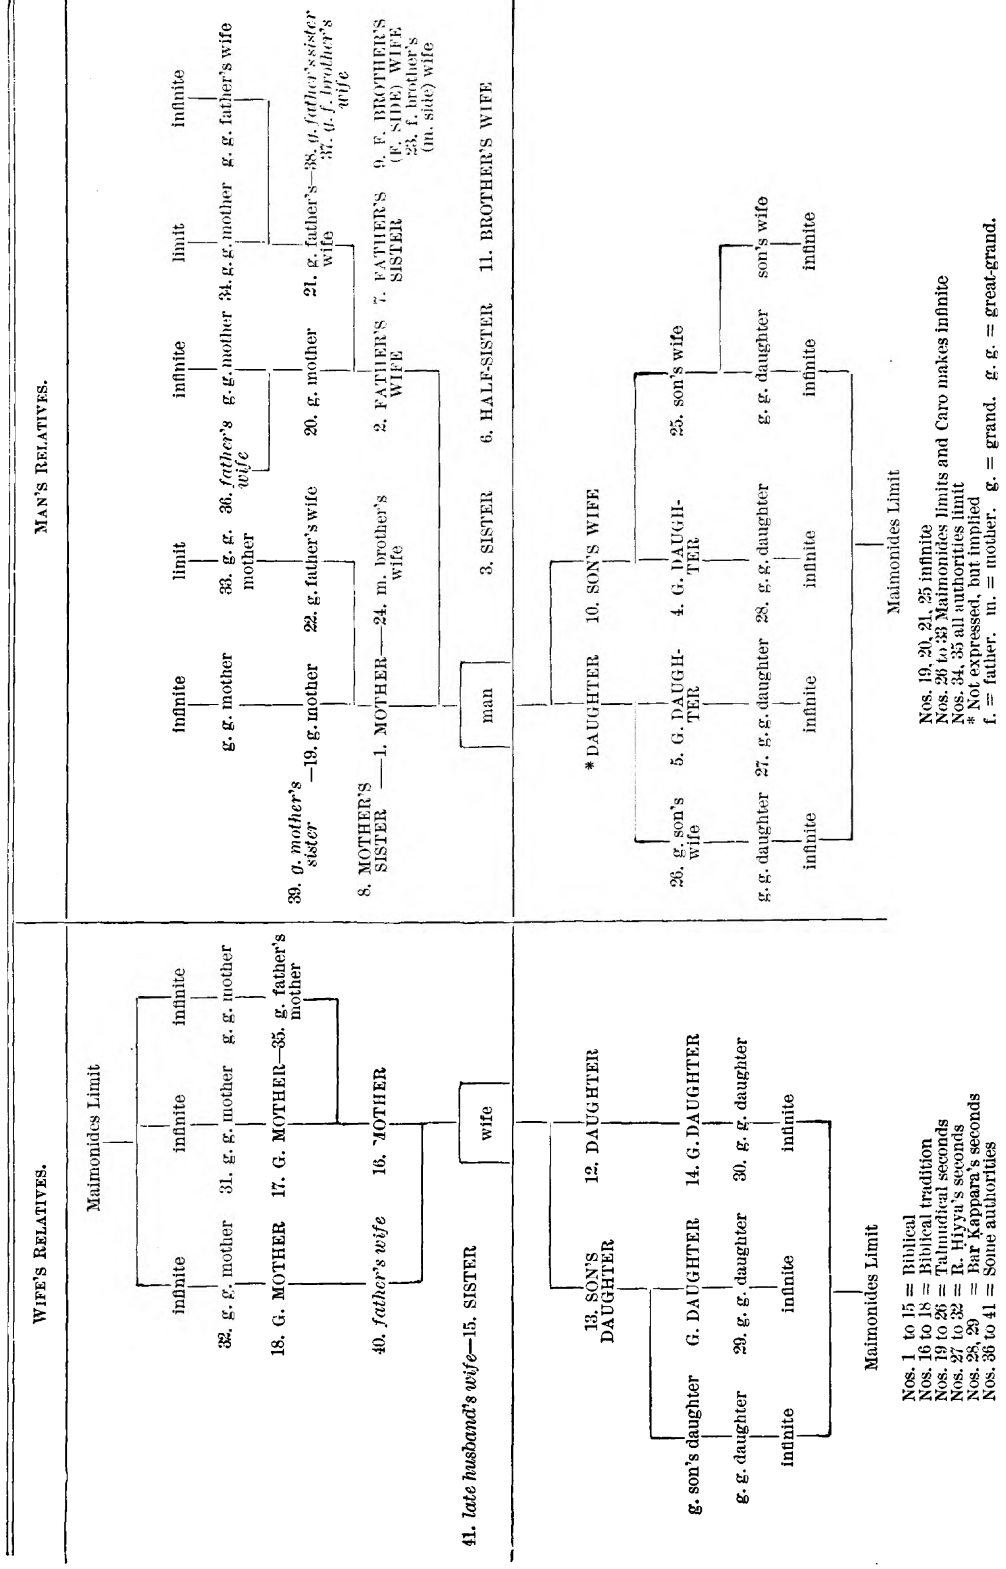 WIFE'S RELATIVES.
Maimonides Limit
infinite infinite infinite
32. g. g. mother 31. g. g. mother g. g. mother
18. G. MOTHER 17. G. MOTHER—35. g. father's
mother
40. father's wife 16. MOTHER
41. late husband's wife—15. SISTER
wife
13. SON'S
DAUGHTER
12. DAUGHTER
g. son's daughter G. DAUGHTER 14. G. DAUGHTER
g. g. daughter 29. g. g. daughter 30. g. g. daughter
infinite infinite infinite
Maimonides Limit
Nos. 1 to 15 = Biblical
Nos. 16 to 18 = Biblical tradition
Nos. 19 to 26 = Talmudical seconds
Nos. 27 to 32 = R. Ḥiyya's seconds
Nos. 28, 29 = Bar Kappara's seconds
Nos. 36 to 41 = Some authorities
MAN'S RELATIVES.
infinite limit infinite limit infinite
g. g. mother 33. g. g.
mother
36. father's
wife
g. g. mother 34. g. g. mother g. g. father's wife
39. g. mother's
sister
—19. g. mother 22. g. father's wife 20. g. mother 21. g. father's—38. g. father's sister
wife
37. g. f. brother's
wife
8. MOTHER'S
SISTER
—1. MOTHER—24. m. brother's
wife
2. FATHER'S
WIFE
7. FATHER'S
SISTER
9. F. BROTHER'S
(F. SIDE) WIFE
23. f. brother's
(m. side) wife
man
3. SISTER 6. HALF-SISTER 11. BROTHER'S WIFE
* DAUGHTER 10. SON'S WIFE
26. g. son's
wife
5. G. DAUGH-
TER
4. G. DAUGH-
TER
25. son's wife
g. g. daughter 27. g. g. daughter 28. g. g. daughter g. g. daughter son's wife
infinite infinite infinite infinite infinite
Maimonides Limit
Nos. 19, 20, 21, 25 infinite
Nos. 26 to 33 Maimonides limits and Caro makes infinite
Nos. 34, 35 all authorities limit
* Not expressed, but implied
f. = father. m. = mother. g. = grand. g. g. = great-grand.